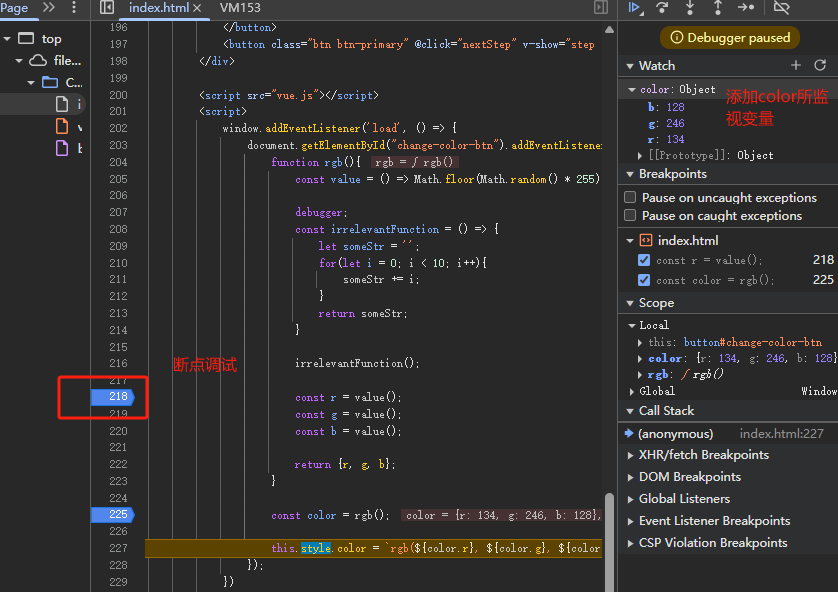 Page
index.html
VM153
top
file...
C...
i
196
</button>
197
<button class="btn btn-primary" @click="nextStep" v-show="step
198
</div>
199
200
<script src="vue.js"></script>
201
<script>
202
window.addEventListener('load', () => {
203
document.getElementById("change-color-btn").addEventListener
204
function rgb(){ rgb = ƒ rgb()
205
const value = () => Math.floor(Math.random() * 255)
206
207
debugger;
208
const irrelevantFunction = () => {
209
let someStr = '';
210
for(let i = 0; i < 10; i++){
211
someStr += i;
212
}
213
return someStr;
214
}
215
断点调试
216
irrelevantFunction();
217
218
const r = value();
219
const g = value();
220
const b = value();
221
222
return {r, g, b};
223
}
224
225
const color = rgb(); color = {r: 134, g: 246, b: 128},
226
227
this.style.color = `rgb(${color.r}, ${color.g}, ${color
228
});
229
})
Debugger paused
Watch
color: Object
b: 128
g: 246
r: 134
[[Prototype]]: Object
添加color所监
视变量
Breakpoints
Pause on uncaught exceptions
Pause on caught exceptions
index.html
const r = value(); 218
const color = rgb(); 225
Scope
Local
this: button#change-color-btn
color: {r: 134, g: 246, b: 128}
rgb: ƒ rgb()
Global Window
Call Stack
(anonymous) index.html:227
XHR/fetch Breakpoints
DOM Breakpoints
Global Listeners
Event Listener Breakpoints
CSP Violation Breakpoints